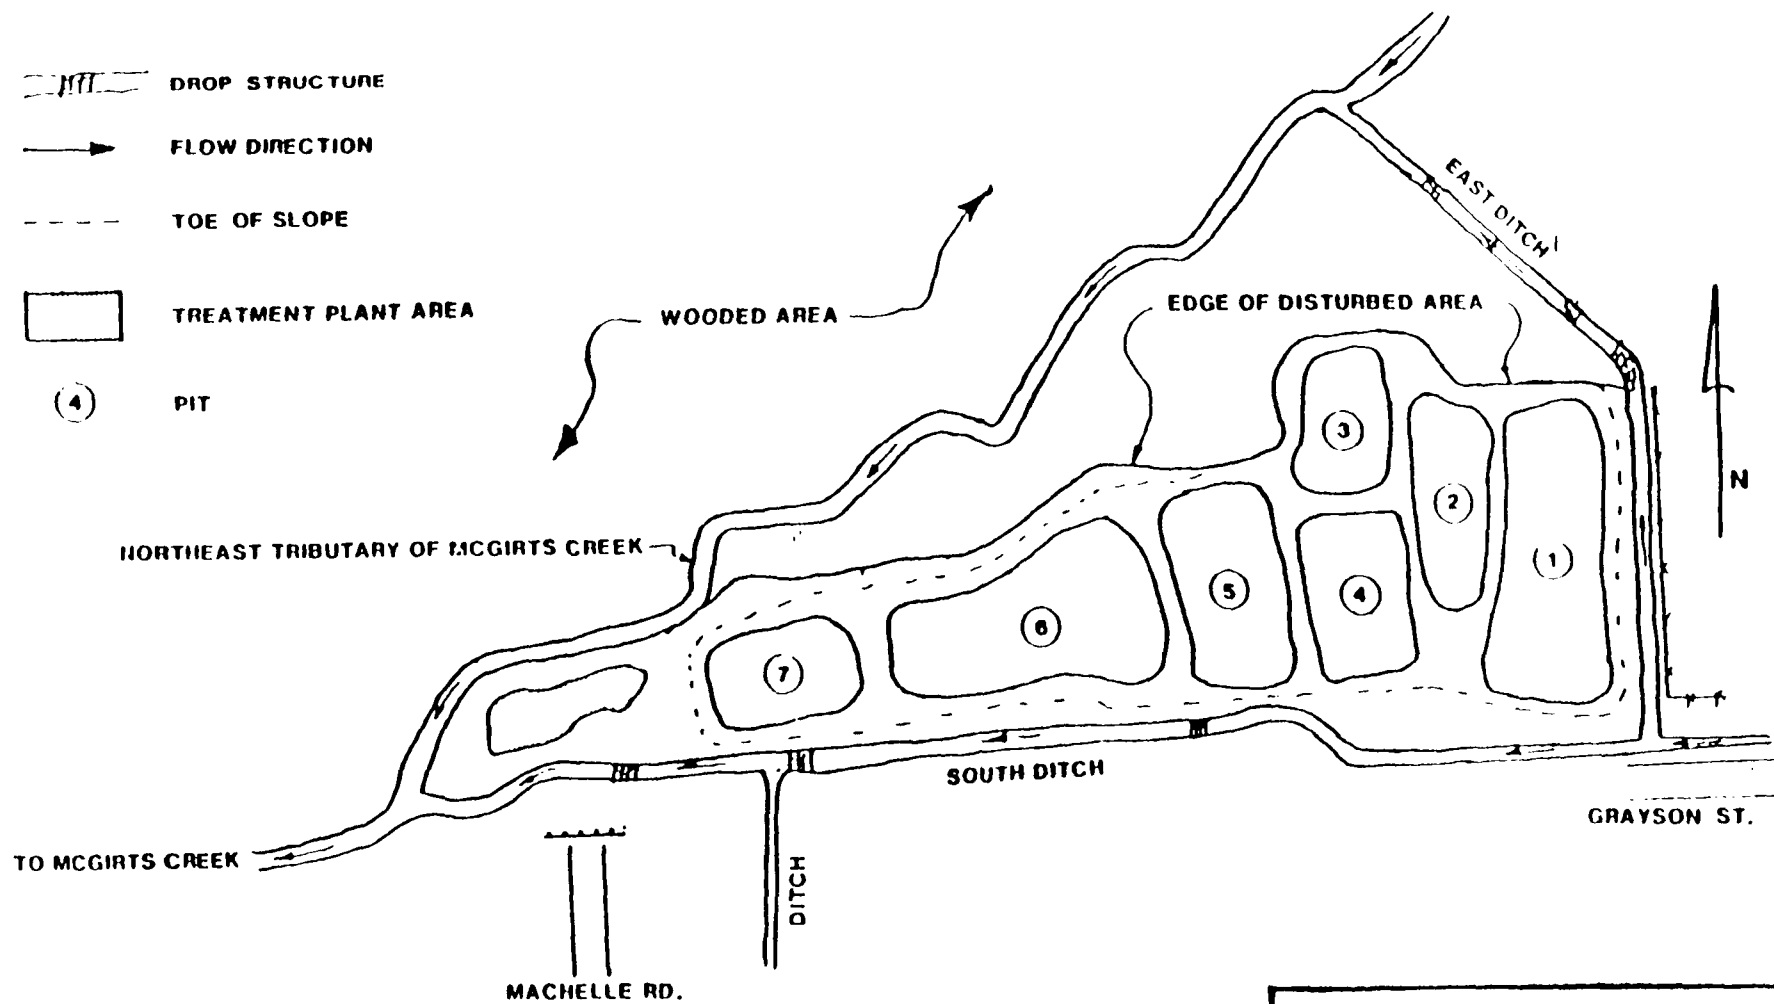 DROP STRUCTURE
FLOW DIRECTION
TOE OF SLOPE
TREATMENT PLANT AREA
4 PIT
EAST DITCH
WOODED AREA
EDGE OF DISTURBED AREA
3
2
N
NORTHEAST TRIBUTARY OF MCGIRTS CREEK
1
5
4
6
7
SOUTH DITCH
GRAYSON ST.
TO MCGIRTS CREEK
DITCH
MACHELLE RD.